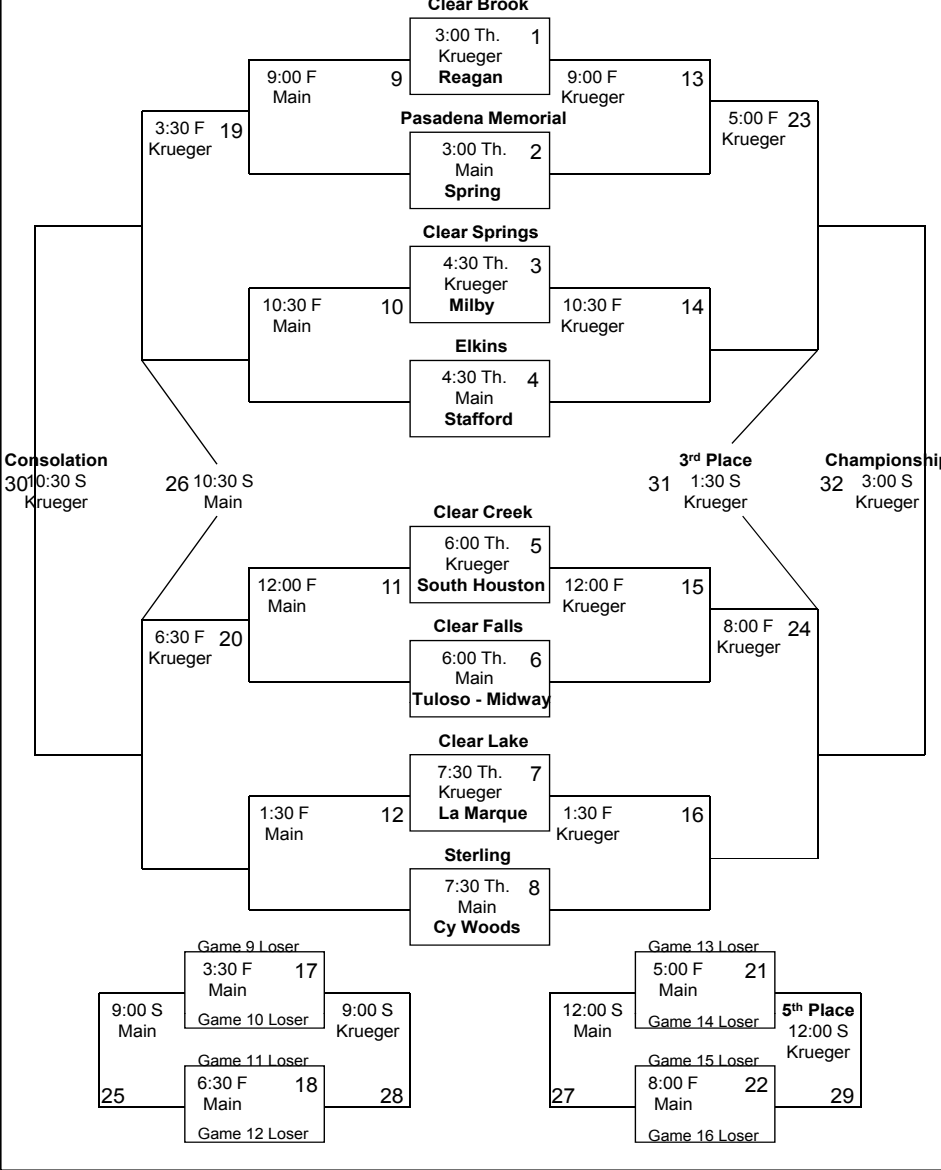 Clear Brook
3:00 Th. 1
Krueger
Reagan
9:00 F 9
Main
9:00 F 13
Krueger
Pasadena Memorial
3:00 Th. 2
Main
Spring
3:30 F 19
Krueger
5:00 F 23
Krueger
Clear Springs
4:30 Th. 3
Krueger
Milby
10:30 F 10
Main
10:30 F 14
Krueger
Elkins
4:30 Th. 4
Main
Stafford
Consolation
30 10:30 S
Krueger
26 10:30 S
Main
3rd Place
31 1:30 S
Krueger
Championship
32 3:00 S
Krueger
Clear Creek
6:00 Th. 5
Krueger
South Houston
12:00 F 11
Main
12:00 F 15
Krueger
Clear Falls
6:00 Th. 6
Main
Tuloso - Midway
6:30 F 20
Krueger
8:00 F 24
Krueger
Clear Lake
7:30 Th. 7
Krueger
La Marque
1:30 F 12
Main
1:30 F 16
Krueger
Sterling
7:30 Th. 8
Main
Cy Woods
Game 9 Loser
3:30 F 17
Main
Game 10 Loser
9:00 S
Main
9:00 S
Krueger
Game 11 Loser
6:30 F 18
Main
Game 12 Loser
25
28
Game 13 Loser
5:00 F 21
Main
Game 14 Loser
12:00 S
Main
5th Place
12:00 S
Krueger
Game 15 Loser
8:00 F 22
Main
Game 16 Loser
27
29